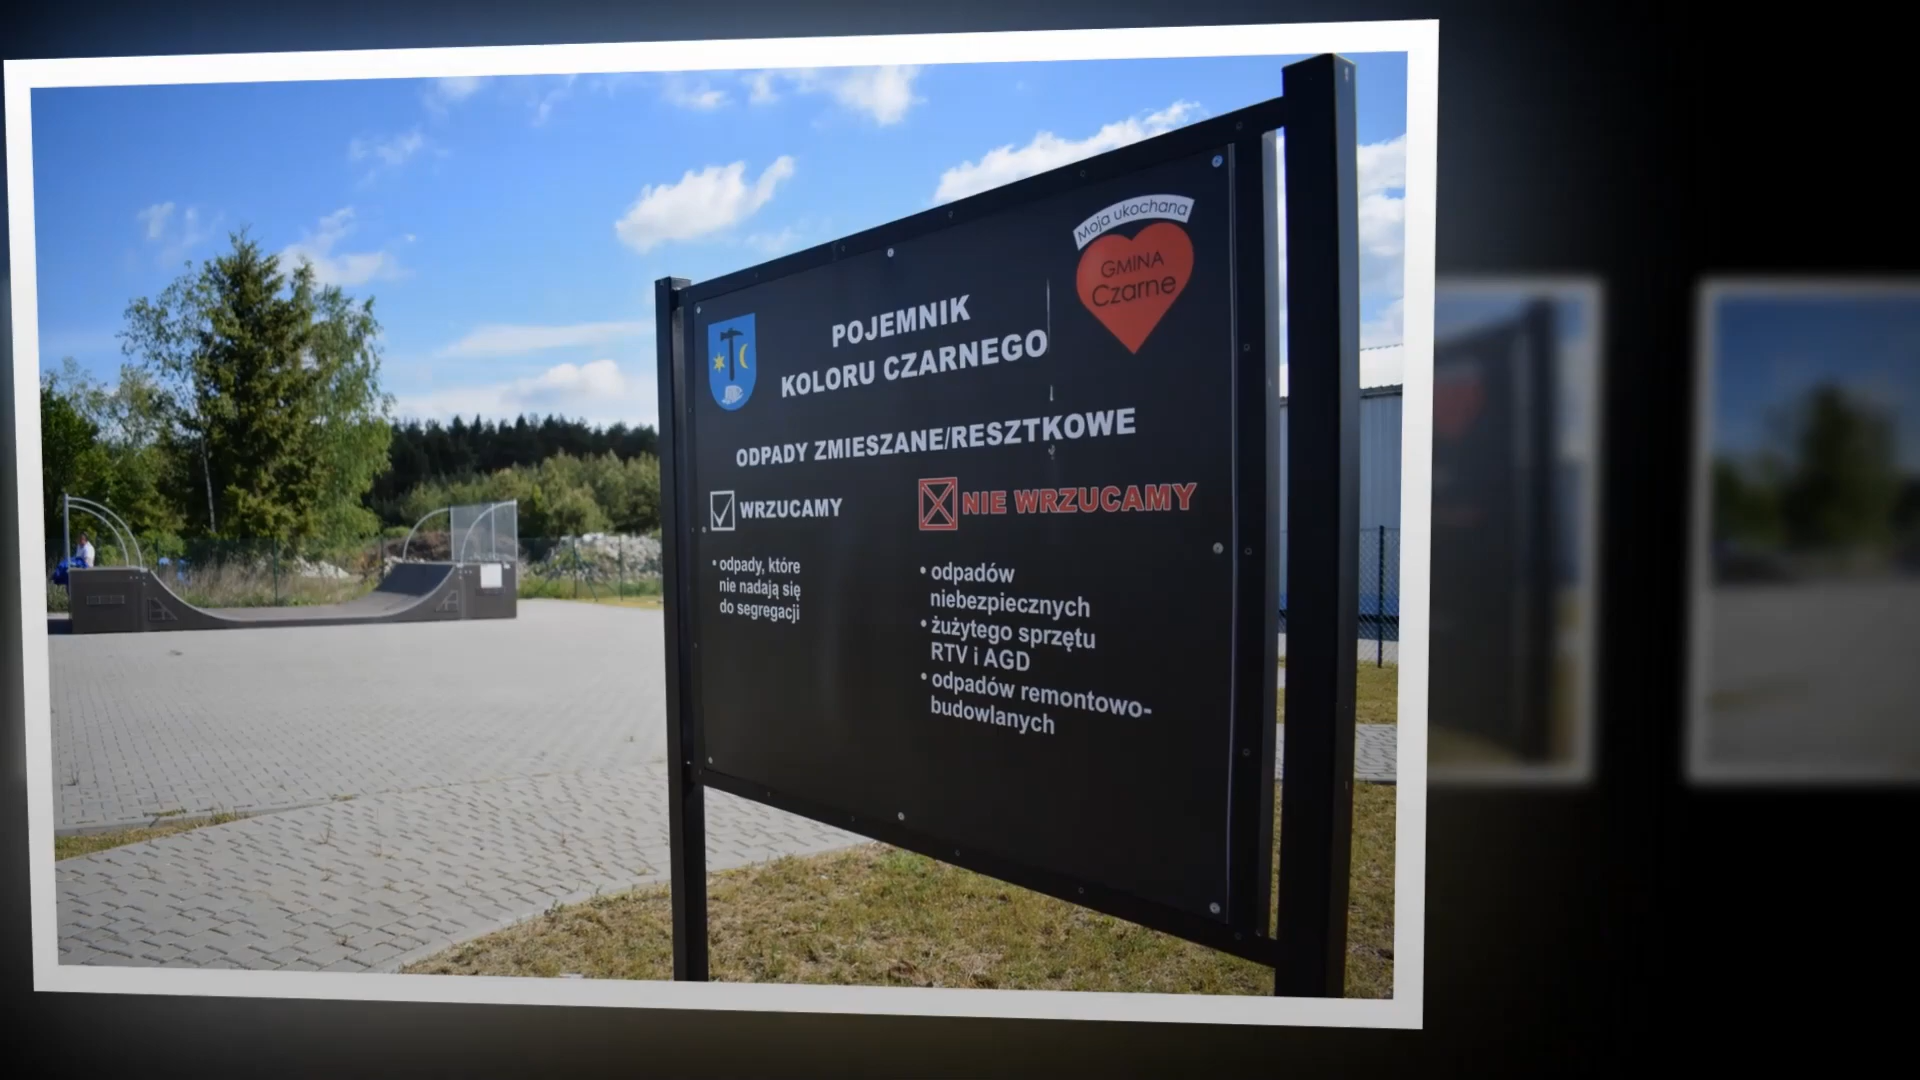 Moja ukochana
GMINA
Czarne
POJEMNIK
KOLORU CZARNEGO
ODPADY ZMIESZANE/RESZTKOWE
WRZUCAMY
• odpady, które
nie nadają się
do segregacji
NIE WRZUCAMY
• odpadów
niebezpiecznych
• żużytego sprzętu
RTV i AGD
• odpadów remontowo-
budowlanych